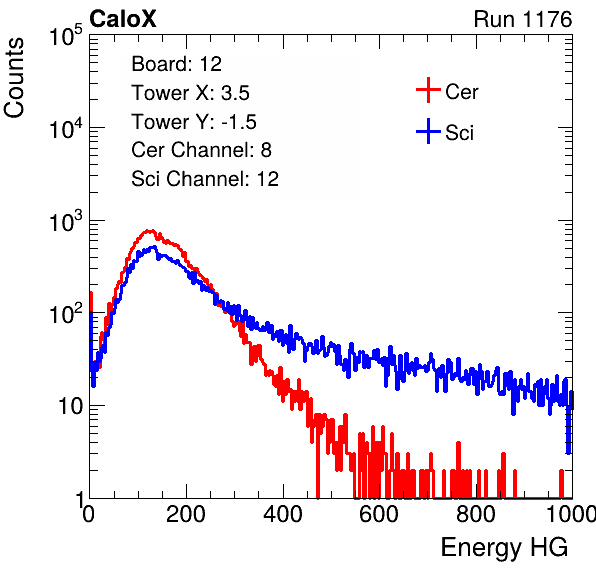 CaloX Run 1176
Counts
10^5
10^4
10^3
10^2
10
1
Board: 12
Tower X: 3.5
Tower Y: -1.5
Cer Channel: 8
Sci Channel: 12
Cer
Sci
0 200 400 600 800 1000
Energy HG